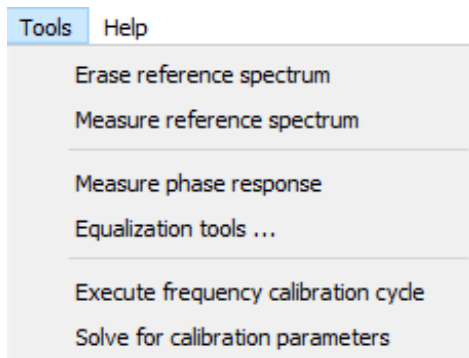 Tools Help
Erase reference spectrum
Measure reference spectrum
Measure phase response
Equalization tools ...
Execute frequency calibration cycle
Solve for calibration parameters